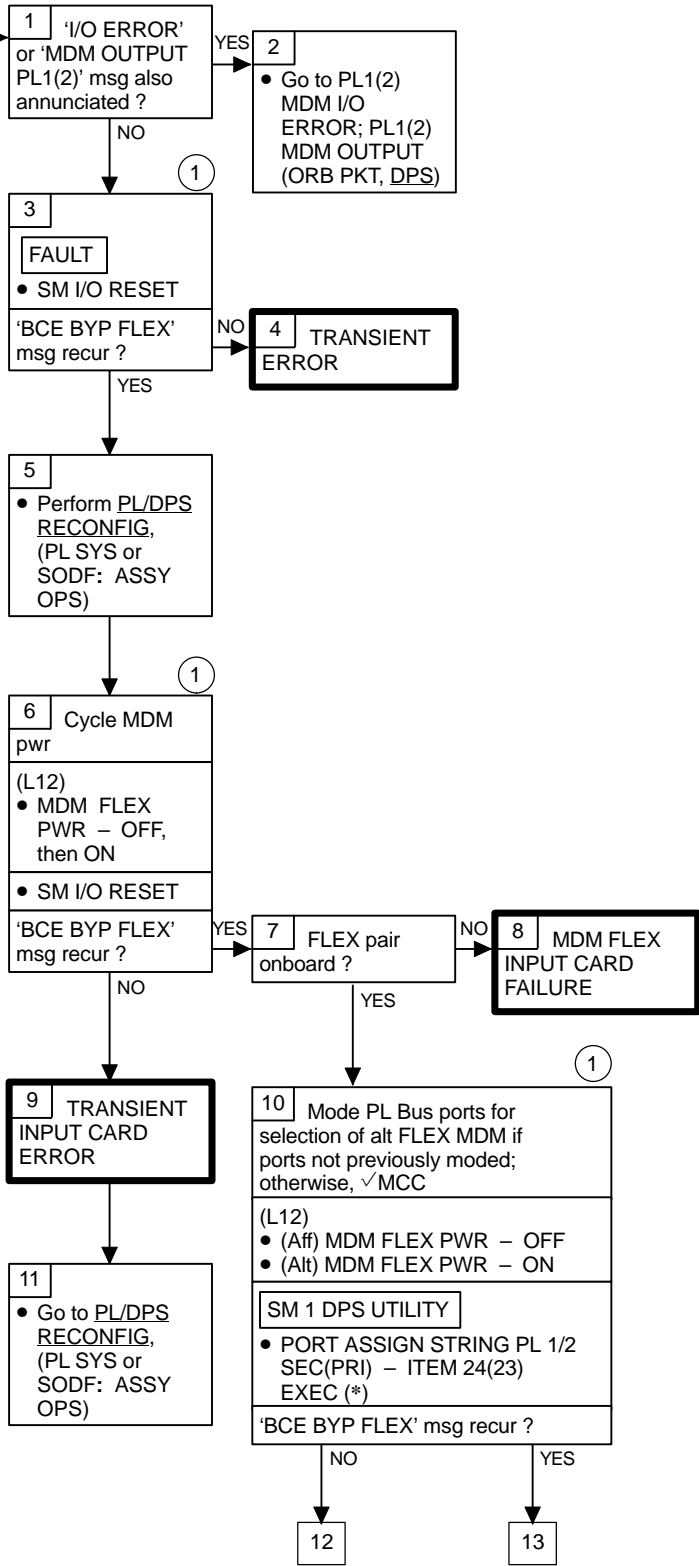 1 'I/O ERROR'
or 'MDM OUTPUT
PL1(2)' msg also
annunciated ?
YES
2
• Go to PL1(2)
MDM I/O
ERROR; PL1(2)
MDM OUTPUT
(ORB PKT, DPS)
NO
1
3
FAULT
• SM I/O RESET
'BCE BYP FLEX'
msg recur ?
NO
4 TRANSIENT
ERROR
YES
5
• Perform PL/DPS
RECONFIG,
(PL SYS or
SODF: ASSY
OPS)
1
6 Cycle MDM
pwr
(L12)
• MDM FLEX
PWR – OFF,
then ON
• SM I/O RESET
'BCE BYP FLEX'
msg recur ?
YES
7 FLEX pair
onboard ?
NO
8 MDM FLEX
INPUT CARD
FAILURE
NO
YES
9 TRANSIENT
INPUT CARD
ERROR
1
10 Mode PL Bus ports for
selection of alt FLEX MDM if
ports not previously moded;
otherwise, ✓MCC
(L12)
• (Aff) MDM FLEX PWR – OFF
• (Alt) MDM FLEX PWR – ON
SM 1 DPS UTILITY
• PORT ASSIGN STRING PL 1/2
SEC(PRI) – ITEM 24(23)
EXEC (*)
'BCE BYP FLEX' msg recur ?
11
• Go to PL/DPS
RECONFIG,
(PL SYS or
SODF: ASSY
OPS)
NO
YES
12
13